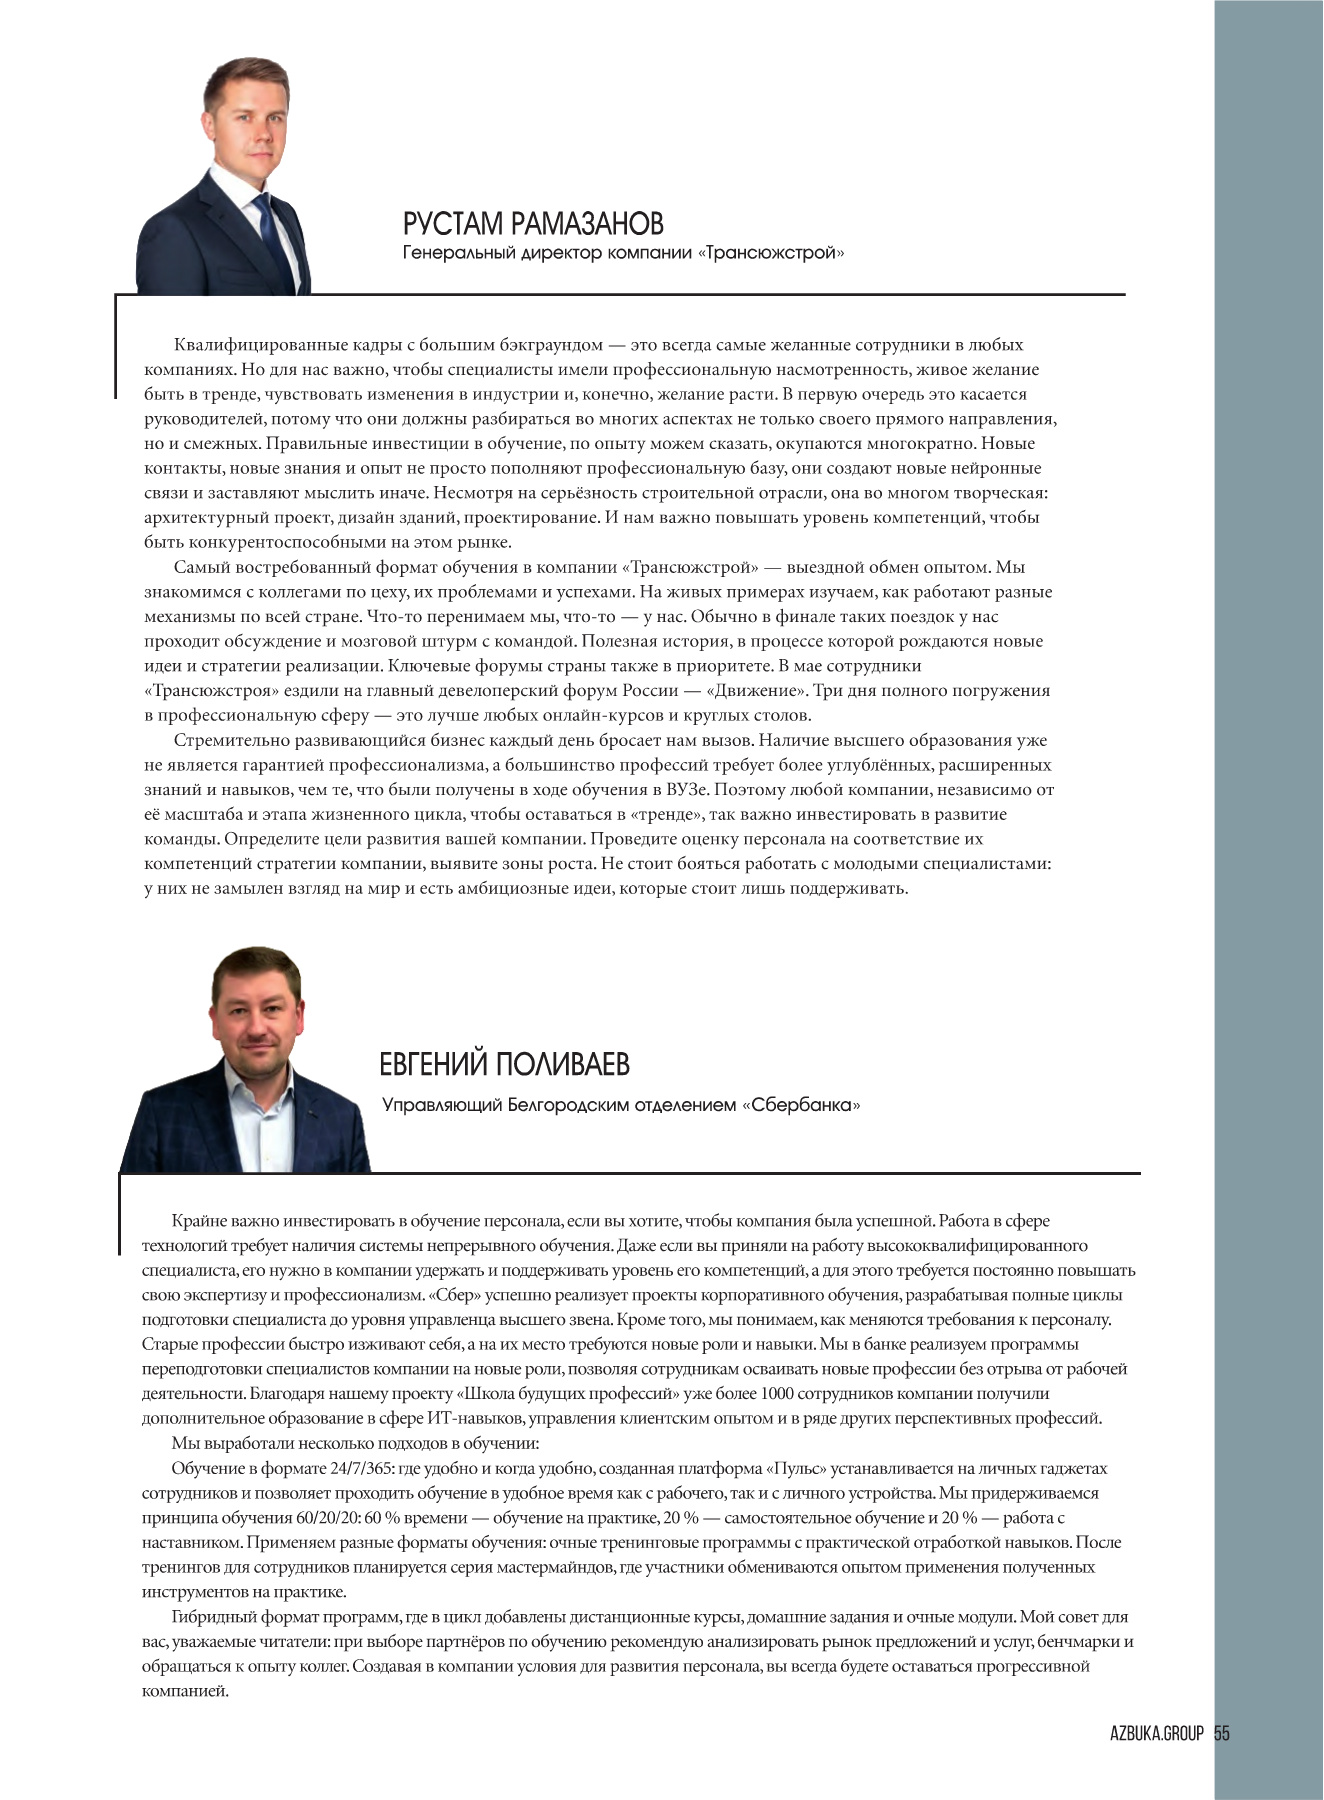 РУСТАМ РАМАЗАНОВ
Генеральный директор компании «Трансюжстрой»
Квалифицированные кадры с большим бэкграундом — это всегда самые желанные сотрудники в любых
компаниях. Но для нас важно, чтобы специалисты имели профессиональную насмотренность, живое желание
быть в тренде, чувствовать изменения в индустрии и, конечно, желание расти. В первую очередь это касается
руководителей, потому что они должны разбираться во многих аспектах не только своего прямого направления,
но и смежных. Правильные инвестиции в обучение, по опыту можем сказать, окупаются многократно. Новые
контакты, новые знания и опыт не просто пополняют профессиональную базу, они создают новые нейронные
связи и заставляют мыслить иначе. Несмотря на серьёзность строительной отрасли, она во многом творческая:
архитектурный проект, дизайн зданий, проектирование. И нам важно повышать уровень компетенций, чтобы
быть конкурентоспособными на этом рынке.
Самый востребованный формат обучения в компании «Трансюжстрой» — выездной обмен опытом. Мы
знакомимся с коллегами по цеху, их проблемами и успехами. На живых примерах изучаем, как работают разные
механизмы по всей стране. Что-то перенимаем мы, что-то — у нас. Обычно в финале таких поездок у нас
проходит обсуждение и мозговой штурм с командой. Полезная история, в процессе которой рождаются новые
идеи и стратегии реализации. Ключевые форумы страны также в приоритете. В мае сотрудники
«Трансюжстроя» ездили на главный девелоперский форум России — «Движение». Три дня полного погружения
в профессиональную сферу — это лучше любых онлайн-курсов и круглых столов.
Стремительно развивающийся бизнес каждый день бросает нам вызов. Наличие высшего образования уже
не является гарантией профессионализма, а большинство профессий требует более углублённых, расширенных
знаний и навыков, чем те, что были получены в ходе обучения в ВУЗе. Поэтому любой компании, независимо от
её масштаба и этапа жизненного цикла, чтобы оставаться в «тренде», так важно инвестировать в развитие
команды. Определите цели развития вашей компании. Проведите оценку персонала на соответствие их
компетенций стратегии компании, выявите зоны роста. Не стоит бояться работать с молодыми специалистами:
у них не замылен взгляд на мир и есть амбициозные идеи, которые стоит лишь поддерживать.
ЕВГЕНИЙ ПОЛИВАЕВ
Управляющий Белгородским отделением «Сбербанка»
Крайне важно инвестировать в обучение персонала, если вы хотите, чтобы компания была успешной. Работа в сфере
технологий требует наличия системы непрерывного обучения. Даже если вы приняли на работу высококвалифицированного
специалиста, его нужно в компании удержать и поддерживать уровень его компетенций, а для этого требуется постоянно повышать
свою экспертизу и профессионализм. «Сбер» успешно реализует проекты корпоративного обучения, разрабатывая полные циклы
подготовки специалиста до уровня управленца высшего звена. Кроме того, мы понимаем, как меняются требования к персоналу.
Старые профессии быстро изживают себя, а на их место требуются новые роли и навыки. Мы в банке реализуем программы
переподготовки специалистов компании на новые роли, позволяя сотрудникам осваивать новые профессии без отрыва от рабочей
деятельности. Благодаря нашему проекту «Школа будущих профессий» уже более 1000 сотрудников компании получили
дополнительное образование в сфере ИТ-навыков, управления клиентским опытом и в ряде других перспективных профессий.
Мы выработали несколько подходов в обучении:
Обучение в формате 24/7/365: где удобно и когда удобно, созданная платформа «Пульс» устанавливается на личных гаджетах
сотрудников и позволяет проходить обучение в удобное время как с рабочего, так и с личного устройства. Мы придерживаемся
принципа обучения 60/20/20: 60 % времени — обучение на практике, 20 % — самостоятельное обучение и 20 % — работа с
наставником. Применяем разные форматы обучения: очные тренинговые программы с практической отработкой навыков. После
тренингов для сотрудников планируется серия мастермайндов, где участники обмениваются опытом применения полученных
инструментов на практике.
Гибридный формат программ, где в цикл добавлены дистанционные курсы, домашние задания и очные модули. Мой совет для
вас, уважаемые читатели: при выборе партнёров по обучению рекомендую анализировать рынок предложений и услуг, бенчмарки и
обращаться к опыту коллег. Создавая в компании условия для развития персонала, вы всегда будете оставаться прогрессивной
компанией.
AZBUKA.GROUP 55